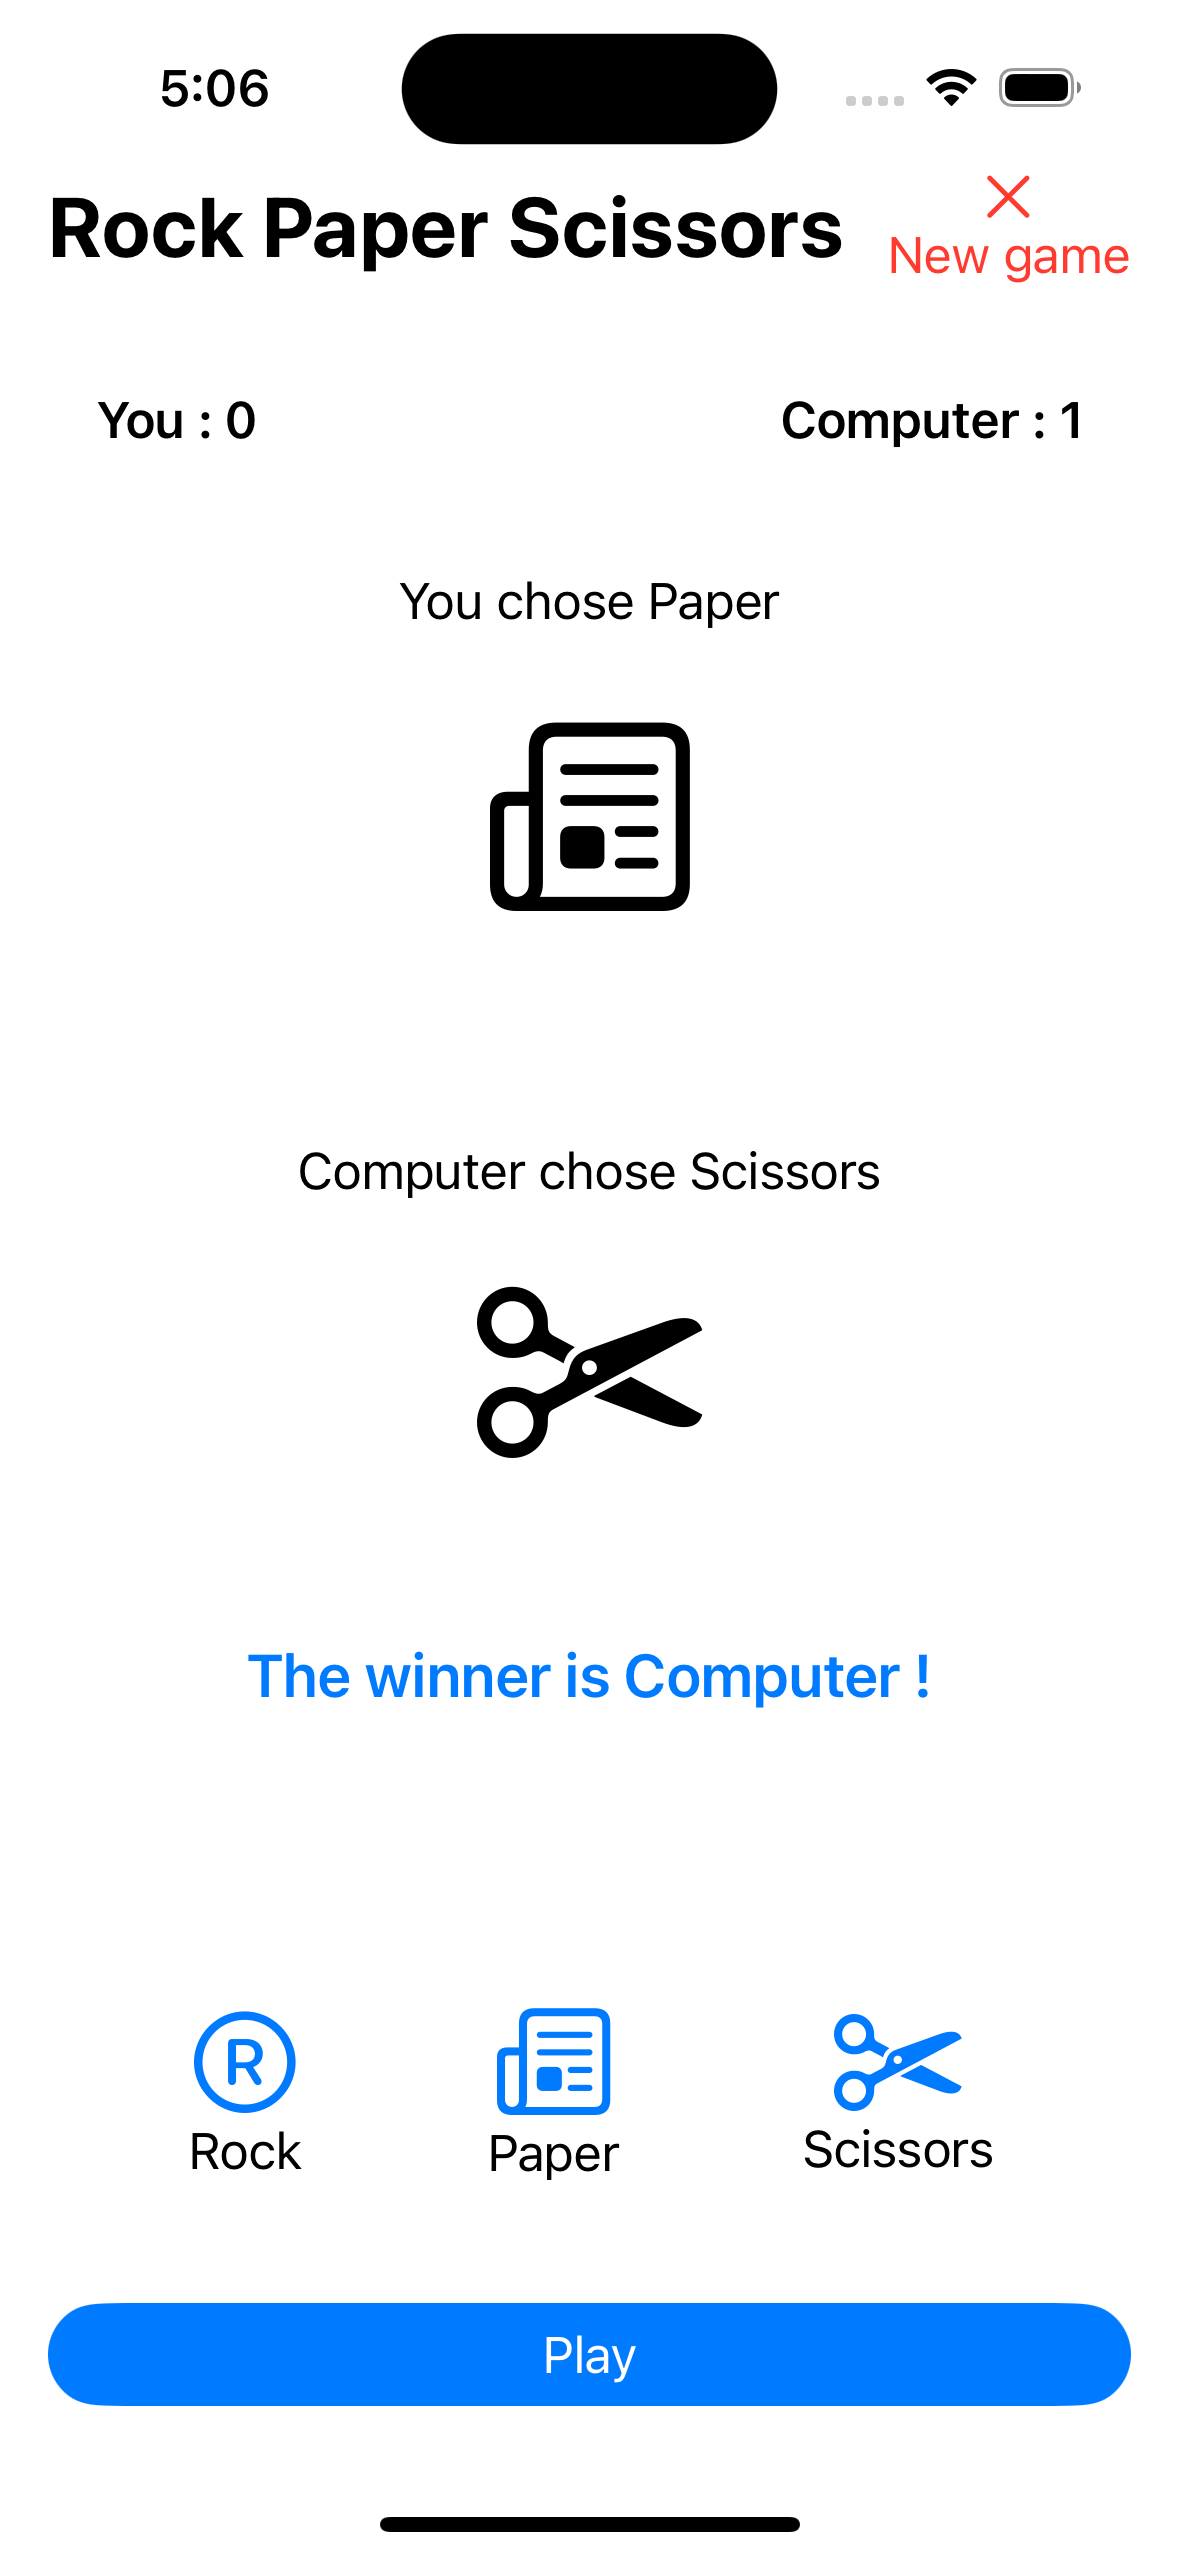 5:06
Rock Paper Scissors
New game
You : 0
Computer : 1
You chose Paper
Computer chose Scissors
The winner is Computer !
R
Rock
Paper
Scissors
Play